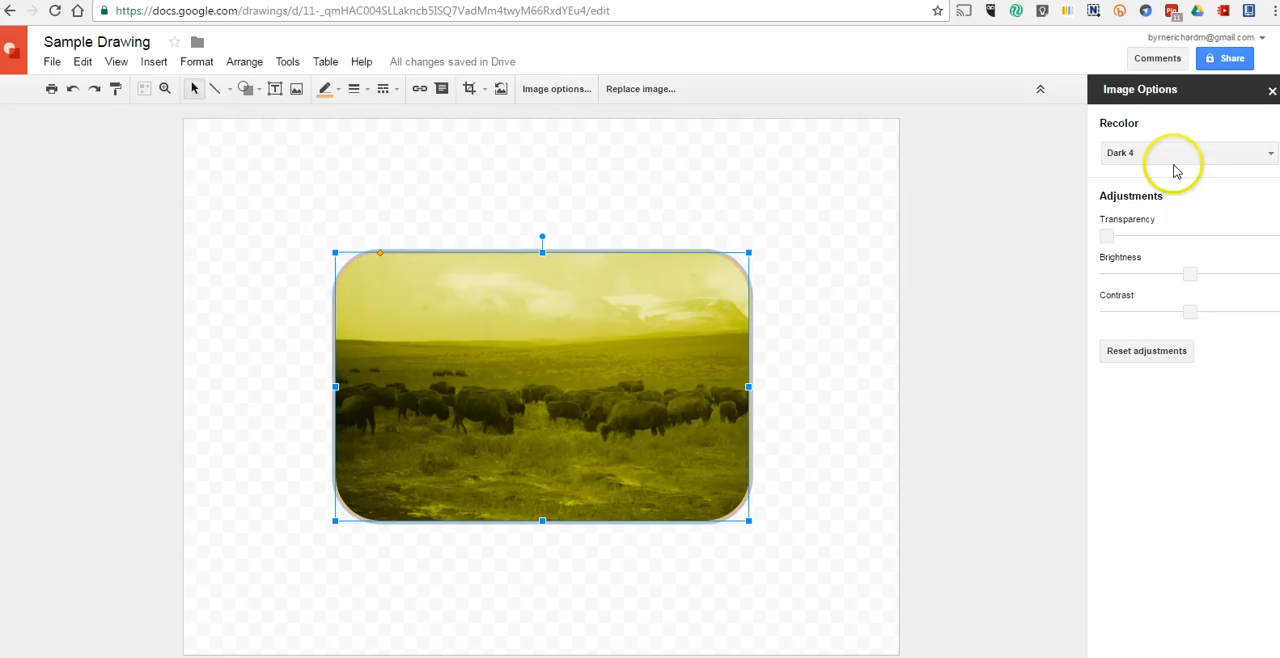 https://docs.google.com/drawings/d/11-_qmHAC004SLLakncb5ISQ7VadMm4twyM66RxdYEu4/edit
11
Sample Drawing
byrnerichardm@gmail.com
File Edit View Insert Format Arrange Tools Table Help All changes saved in Drive
Comments
Share
Image options...
Replace image...
Image Options
Recolor
Dark 4
Adjustments
Transparency
Brightness
Contrast
Reset adjustments